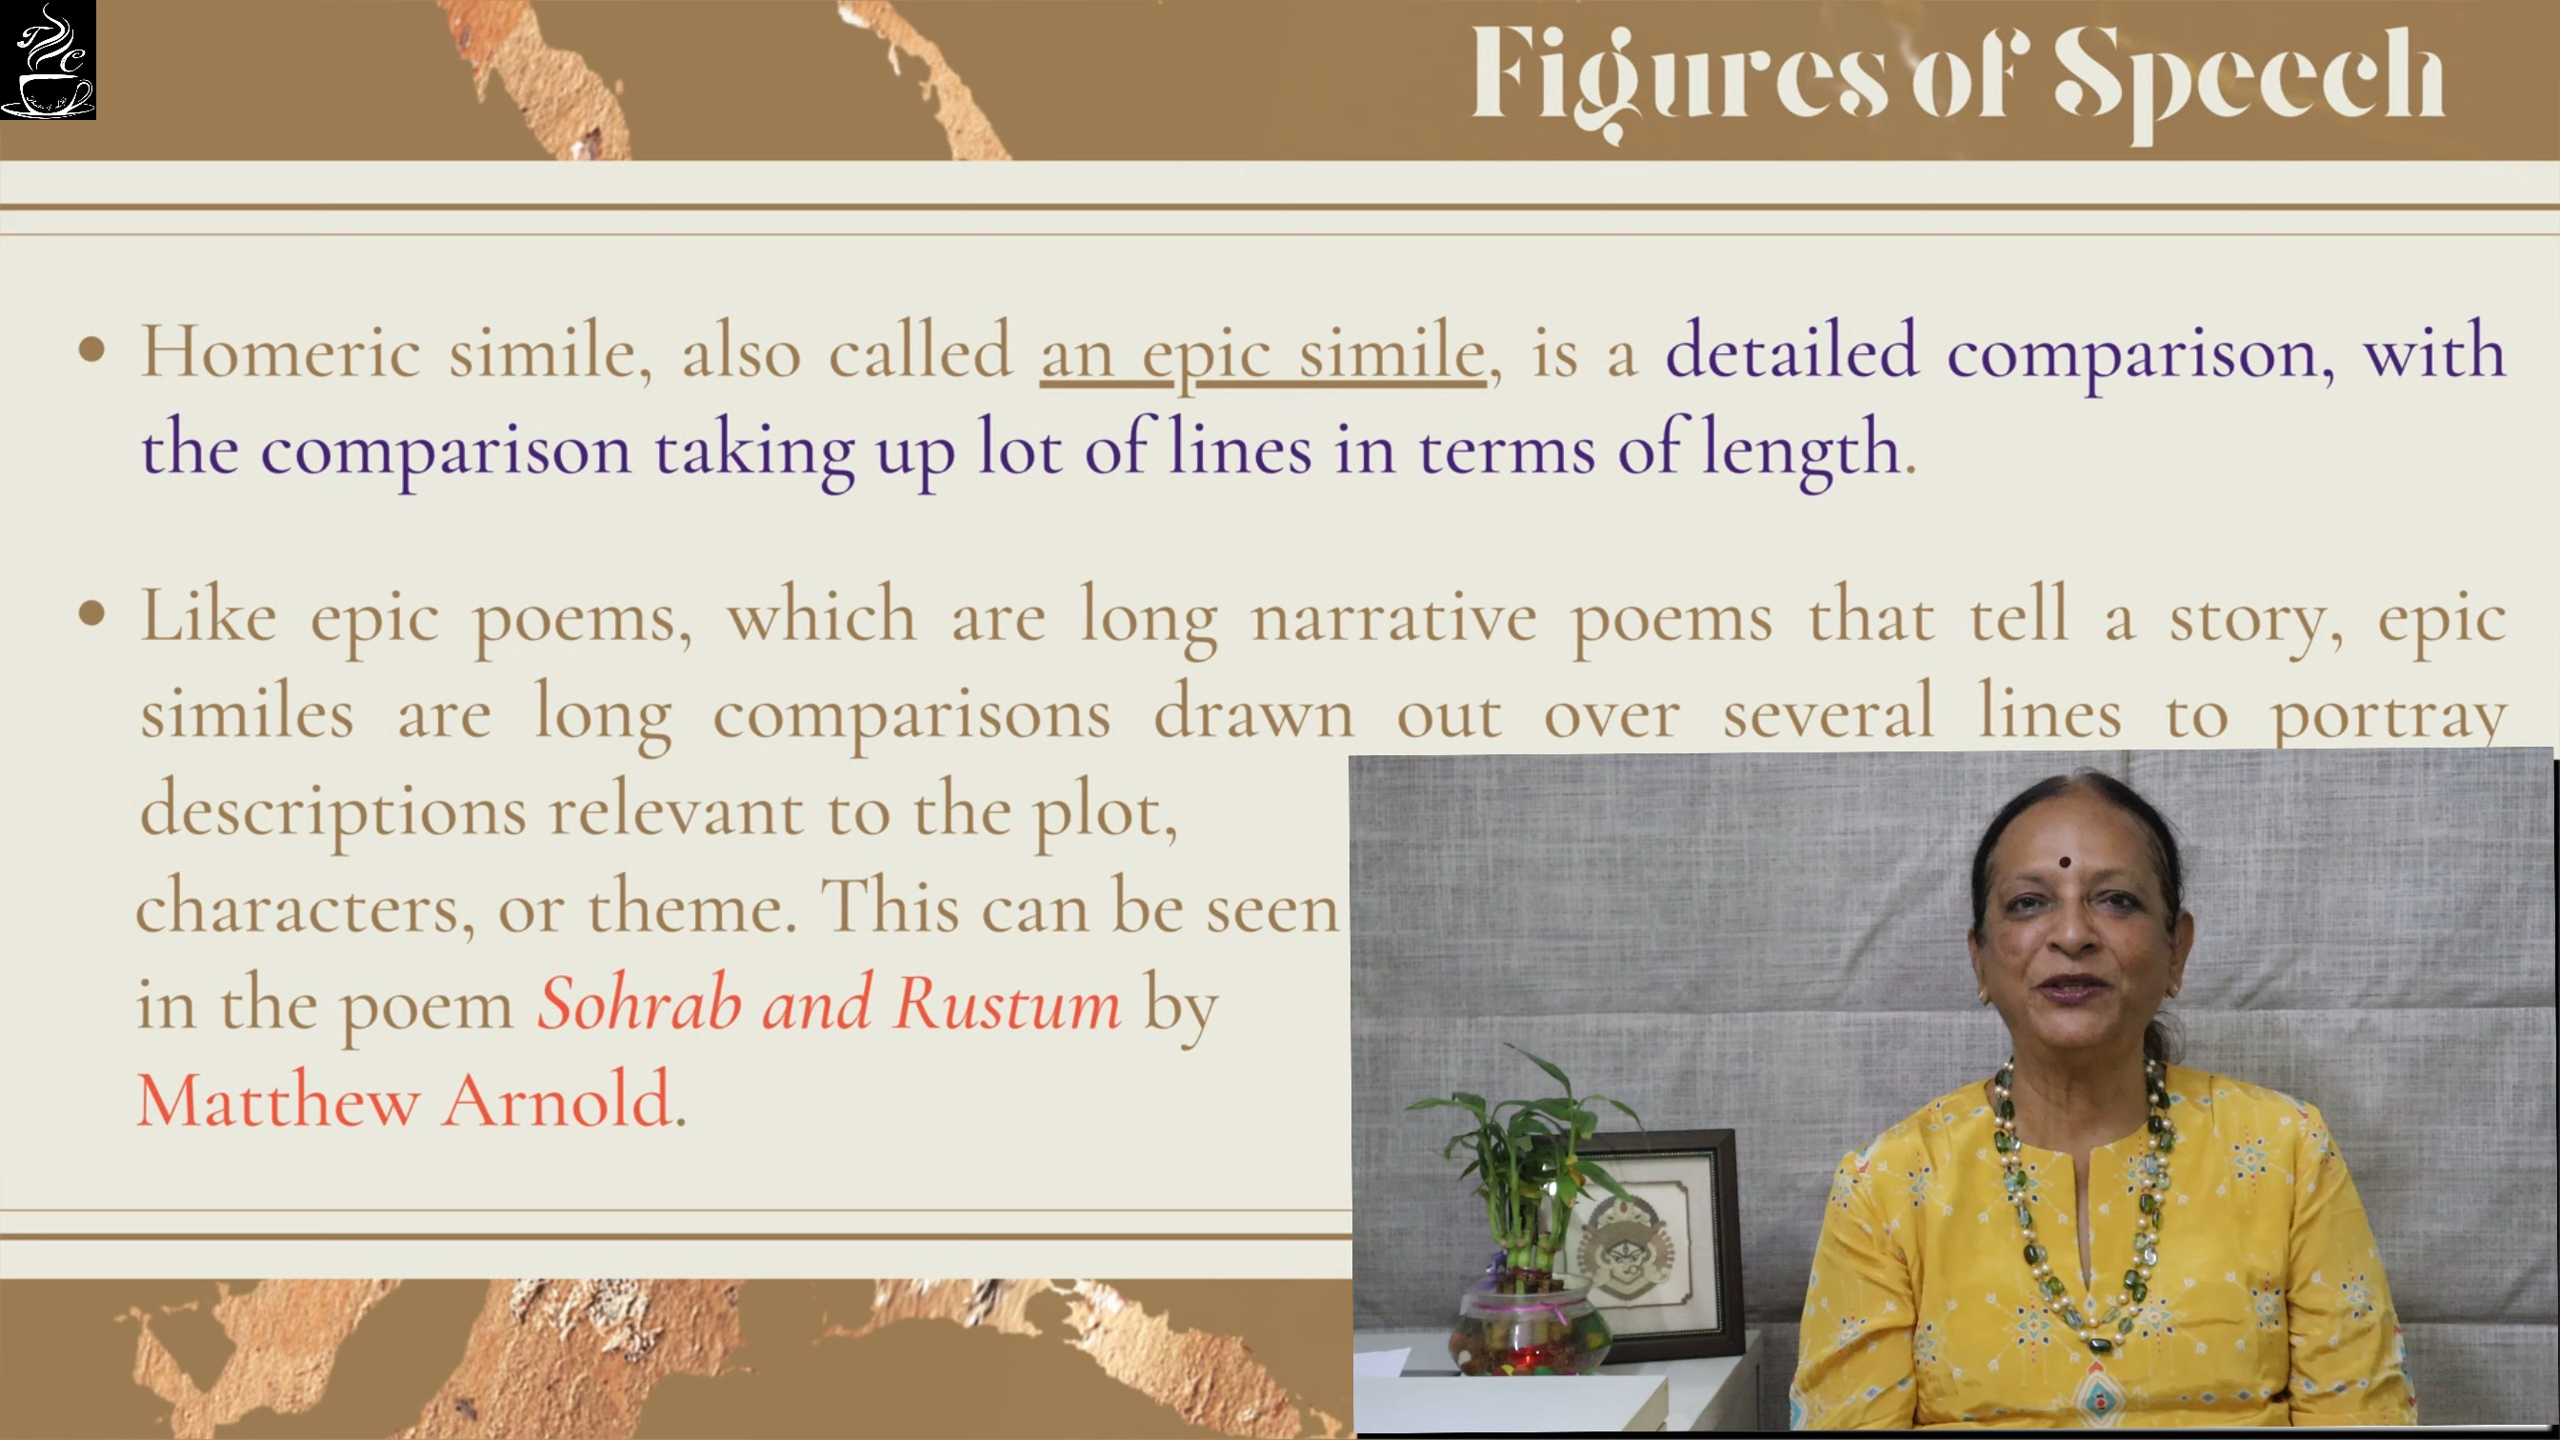 Figures of Speech
Homeric simile, also called an epic simile, is a detailed comparison, with
the comparison taking up lot of lines in terms of length.
Like epic poems, which are long narrative poems that tell a story, epic
similes are long comparisons drawn out over several lines to portray
descriptions relevant to the plot,
characters, or theme. This can be seen
in the poem Sohrab and Rustum by
Matthew Arnold.